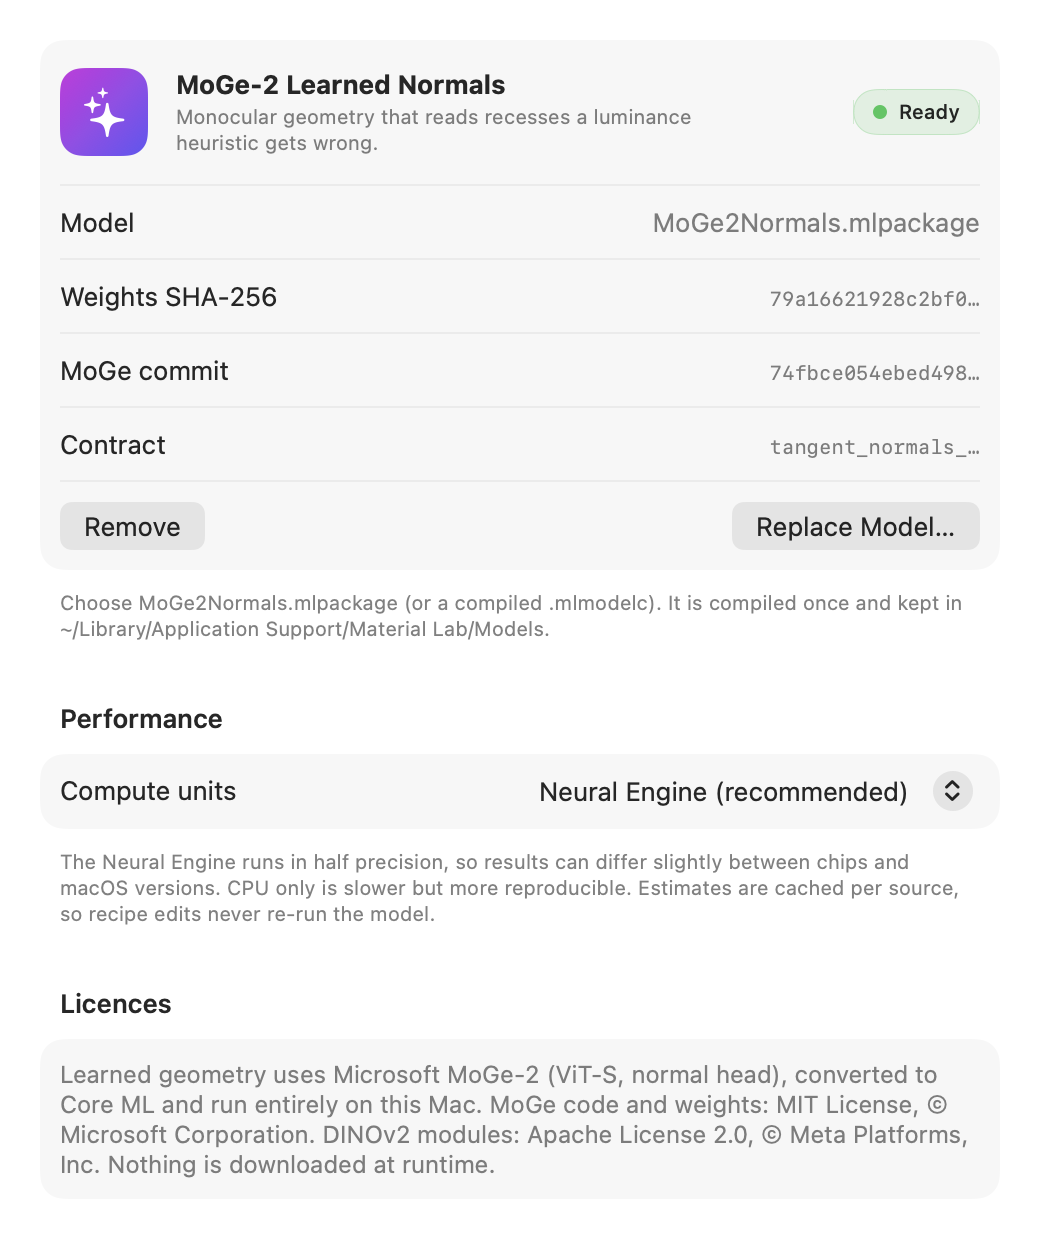 MoGe-2 Learned Normals
Monocular geometry that reads recesses a luminance
heuristic gets wrong.
Ready
Model
MoGe2Normals.mlpackage
Weights SHA-256
79a16621928c2bf0…
MoGe commit
74fbce054ebed498…
Contract
tangent_normals_…
Remove
Replace Model…
Choose MoGe2Normals.mlpackage (or a compiled .mlmodelc). It is compiled once and kept in
~/Library/Application Support/Material Lab/Models.
Performance
Compute units
Neural Engine (recommended)
The Neural Engine runs in half precision, so results can differ slightly between chips and
macOS versions. CPU only is slower but more reproducible. Estimates are cached per source,
so recipe edits never re-run the model.
Licences
Learned geometry uses Microsoft MoGe-2 (ViT-S, normal head), converted to
Core ML and run entirely on this Mac. MoGe code and weights: MIT License, ©
Microsoft Corporation. DINOv2 modules: Apache License 2.0, © Meta Platforms,
Inc. Nothing is downloaded at runtime.